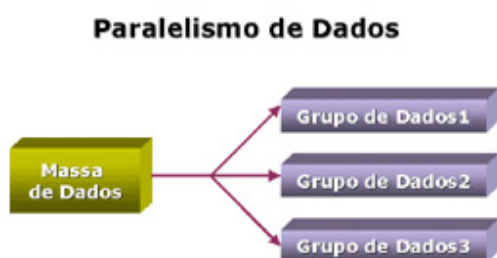 Paralelismo de Dados
Grupo de Dados1
Massa
de Dados
Grupo de Dados2
Grupo de Dados3